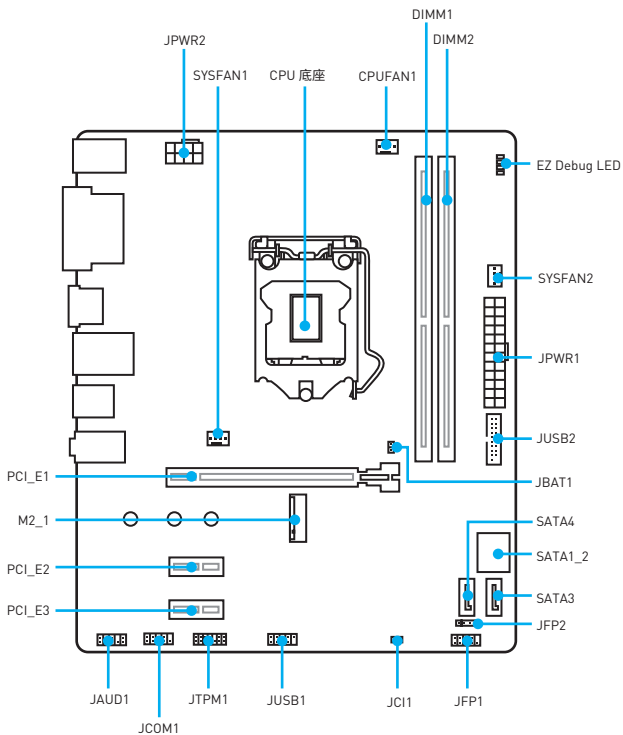 DIMM1
JPWR2
DIMM2
SYSFAN1
CPU 底座
CPUFAN1
EZ Debug LED
SYSFAN2
JPWR1
JUSB2
PCI_E1
JBAT1
M2_1
SATA4
SATA1_2
PCI_E2
SATA3
PCI_E3
JFP2
JAUD1
JTPM1
JUSB1
JCI1
JFP1
JCOM1